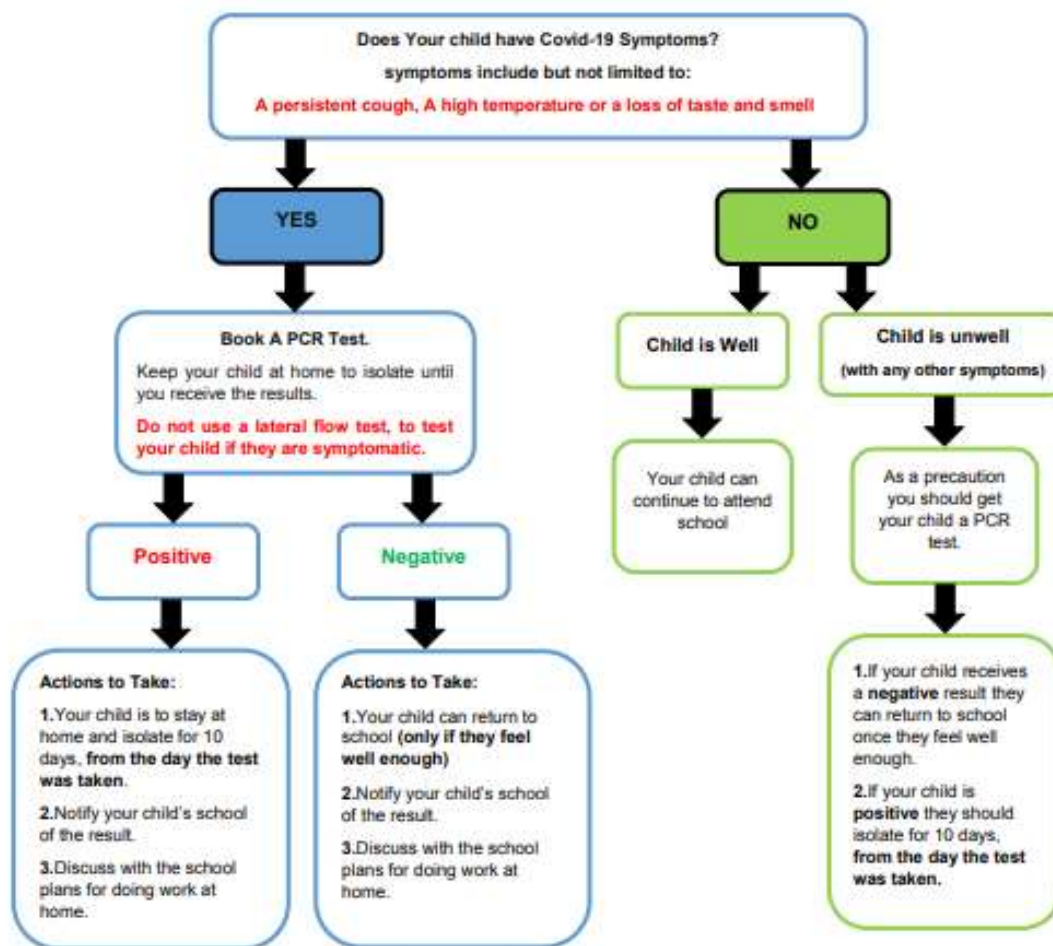 Does Your child have Covid-19 Symptoms?
symptoms include but not limited to:
A persistent cough, A high temperature or a loss of taste and smell
YES
NO
Book A PCR Test.
Keep your child at home to isolate until
you receive the results.
Do not use a lateral flow test, to test
your child if they are symptomatic.
Child is Well
Child is unwell
(with any other symptoms)
Your child can
continue to attend
school
As a precaution
you should get
your child a PCR
test.
Positive
Negative
Actions to Take:
1.Your child is to stay at
home and isolate for 10
days, from the day the test
was taken.
2.Notify your child's school
of the result.
3.Discuss with the school
plans for doing work at
home.
Actions to Take:
1.Your child can return to
school (only if they feel
well enough)
2.Notify your child's school
of the result.
3.Discuss with the school
plans for doing work at
home.
1.If your child receives
a negative result they
can return to school
once they feel well
enough.
2.If your child is
positive they should
isolate for 10 days,
from the day the test
was taken.